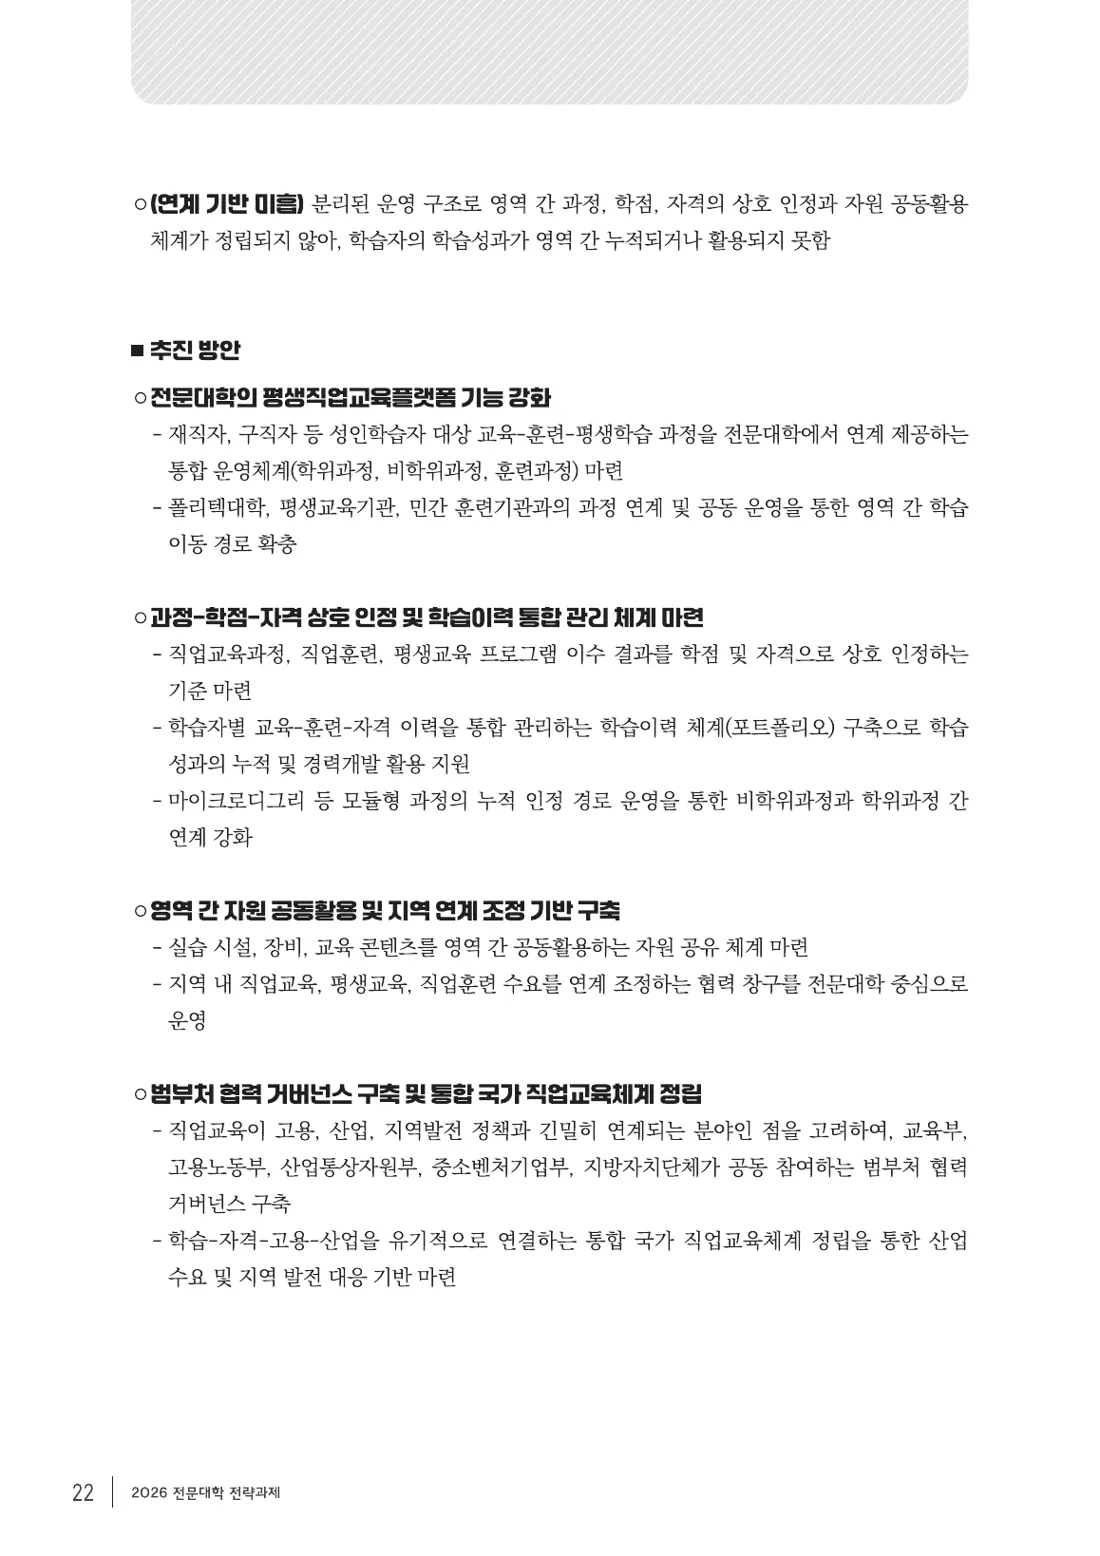 ○(연계 기반 미흡) 분리된 운영 구조로 영역 간 과정, 학점, 자격의 상호 인정과 자원 공동활용
체계가 정립되지 않아, 학습자의 학습성과가 영역 간 누적되거나 활용되지 못함
■ 추진 방안
○전문대학의 평생직업교육플랫폼 기능 강화
- 재직자, 구직자 등 성인학습자 대상 교육-훈련-평생학습 과정을 전문대학에서 연계 제공하는
통합 운영체계(학위과정, 비학위과정, 훈련과정) 마련
- 폴리텍대학, 평생교육기관, 민간 훈련기관과의 과정 연계 및 공동 운영을 통한 영역 간 학습
이동 경로 확충
○과정-학점-자격 상호 인정 및 학습이력 통합 관리 체계 마련
- 직업교육과정, 직업훈련, 평생교육 프로그램 이수 결과를 학점 및 자격으로 상호 인정하는
기준 마련
- 학습자별 교육-훈련-자격 이력을 통합 관리하는 학습이력 체계(포트폴리오) 구축으로 학습
성과의 누적 및 경력개발 활용 지원
- 마이크로디그리 등 모듈형 과정의 누적 인정 경로 운영을 통한 비학위과정과 학위과정 간
연계 강화
○영역 간 자원 공동활용 및 지역 연계 조정 기반 구축
- 실습 시설, 장비, 교육 콘텐츠를 영역 간 공동활용하는 자원 공유 체계 마련
- 지역 내 직업교육, 평생교육, 직업훈련 수요를 연계 조정하는 협력 창구를 전문대학 중심으로
운영
○범부처 협력 거버넌스 구축 및 통합 국가 직업교육체계 정립
- 직업교육이 고용, 산업, 지역발전 정책과 긴밀히 연계되는 분야인 점을 고려하여, 교육부,
고용노동부, 산업통상자원부, 중소벤처기업부, 지방자치단체가 공동 참여하는 범부처 협력
거버넌스 구축
- 학습-자격-고용-산업을 유기적으로 연결하는 통합 국가 직업교육체계 정립을 통한 산업
수요 및 지역 발전 대응 기반 마련
22 2026 전문대학 전략과제